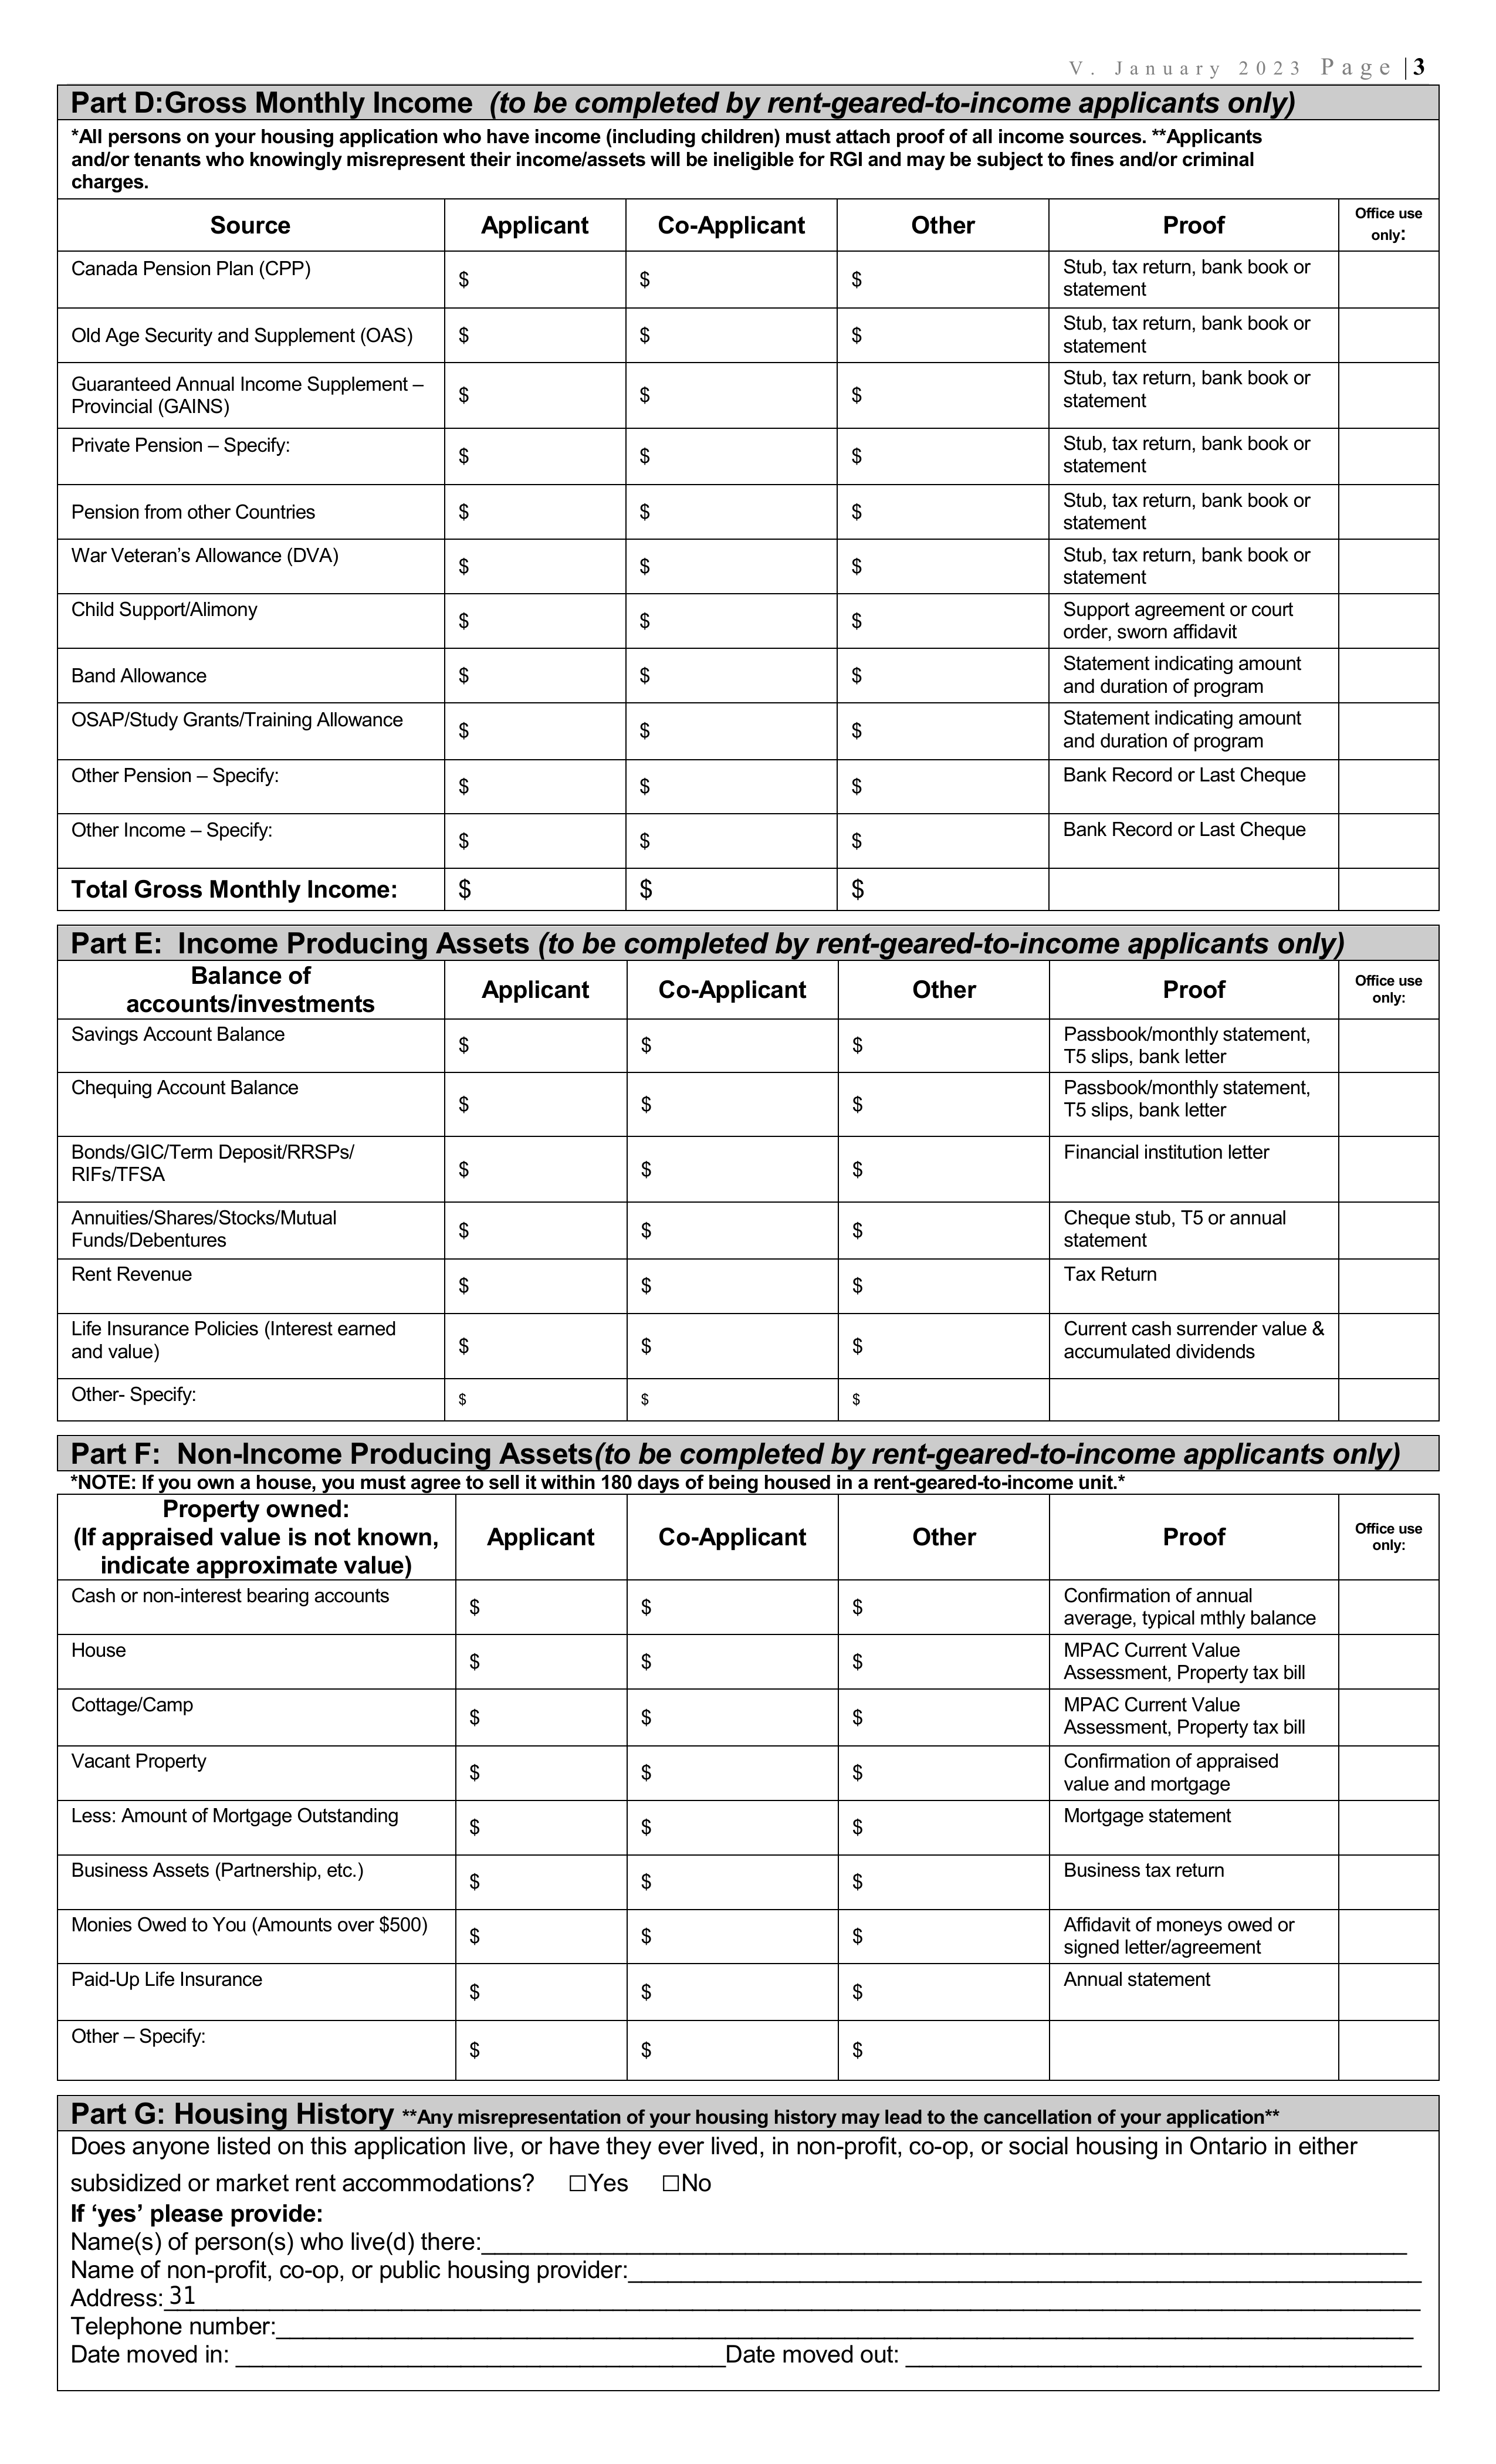 V. January 2023 Page |3
Part D:Gross Monthly Income (to be completed by rent-geared-to-income applicants only)
*All persons on your housing application who have income (including children) must attach proof of all income sources. **Applicants
and/or tenants who knowingly misrepresent their income/assets will be ineligible for RGI and may be subject to fines and/or criminal
charges.
Source Applicant Co-Applicant Other Proof Office use only:
Canada Pension Plan (CPP) $ $ $ Stub, tax return, bank book or
statement
Old Age Security and Supplement (OAS) $ $ $ Stub, tax return, bank book or
statement
Guaranteed Annual Income Supplement –
Provincial (GAINS) $ $ $ Stub, tax return, bank book or
statement
Private Pension – Specify: $ $ $ Stub, tax return, bank book or
statement
Pension from other Countries $ $ $ Stub, tax return, bank book or
statement
War Veteran’s Allowance (DVA) $ $ $ Stub, tax return, bank book or
statement
Child Support/Alimony $ $ $ Support agreement or court
order, sworn affidavit
Band Allowance $ $ $ Statement indicating amount
and duration of program
OSAP/Study Grants/Training Allowance $ $ $ Statement indicating amount
and duration of program
Other Pension – Specify: $ $ $ Bank Record or Last Cheque
Other Income – Specify: $ $ $ Bank Record or Last Cheque
Total Gross Monthly Income: $ $ $
Part E: Income Producing Assets (to be completed by rent-geared-to-income applicants only)
Balance of
accounts/investments Applicant Co-Applicant Other Proof Office use
only:
Savings Account Balance $ $ $ Passbook/monthly statement,
T5 slips, bank letter
Chequing Account Balance $ $ $ Passbook/monthly statement,
T5 slips, bank letter
Bonds/GIC/Term Deposit/RRSPs/
RIFs/TFSA $ $ $ Financial institution letter
Annuities/Shares/Stocks/Mutual
Funds/Debentures $ $ $ Cheque stub, T5 or annual
statement
Rent Revenue $ $ $ Tax Return
Life Insurance Policies (Interest earned
and value) $ $ $ Current cash surrender value &
accumulated dividends
Other- Specify: $ $ $
Part F: Non-Income Producing Assets(to be completed by rent-geared-to-income applicants only)
*NOTE: If you own a house, you must agree to sell it within 180 days of being housed in a rent-geared-to-income unit.*
Property owned:
(If appraised value is not known,
indicate approximate value) Applicant Co-Applicant Other Proof Office use
only:
Cash or non-interest bearing accounts $ $ $ Confirmation of annual
average, typical mthly balance
House $ $ $ MPAC Current Value
Assessment, Property tax bill
Cottage/Camp $ $ $ MPAC Current Value
Assessment, Property tax bill
Vacant Property $ $ $ Confirmation of appraised
value and mortgage
Less: Amount of Mortgage Outstanding $ $ $ Mortgage statement
Business Assets (Partnership, etc.) $ $ $ Business tax return
Monies Owed to You (Amounts over $500) $ $ $ Affidavit of moneys owed or
signed letter/agreement
Paid-Up Life Insurance $ $ $ Annual statement
Other – Specify: $ $ $
Part G: Housing History **Any misrepresentation of your housing history may lead to the cancellation of your application**
Does anyone listed on this application live, or have they ever lived, in non-profit, co-op, or social housing in Ontario in either
subsidized or market rent accommodations? ☐Yes ☐No
If ‘yes’ please provide:
Name(s) of person(s) who live(d) there:
Name of non-profit, co-op, or public housing provider:
Address: 31
Telephone number:
Date moved in: Date moved out: